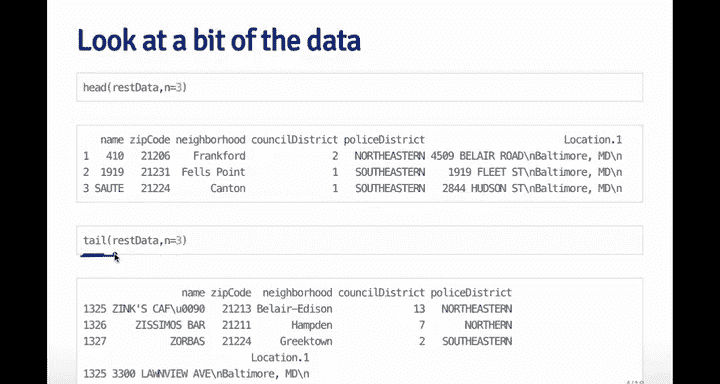 Look at a bit of the data
head(restData,n=3)
name zipCode neighborhood councilDistrict policeDistrict Location.1
1 410 21206 Frankford 2 NORTHEASTERN 4509 BELAIR ROAD\nBaltimore, MD\n
2 1919 21231 Fells Point 1 SOUTHEASTERN 1919 FLEET ST\nBaltimore, MD\n
3 SAUTE 21224 Canton 1 SOUTHEASTERN 2844 HUDSON ST\nBaltimore, MD\n
tail(restData,n=3)
name zipCode neighborhood councilDistrict policeDistrict
1325 ZINK'S CAF\u0090 21213 Belair-Edison 13 NORTHEASTERN
1326 ZISSIMOS BAR 21211 Hampden 7 NORTHERN
1327 ZORBAS 21224 Greektown 2 SOUTHEASTERN
Location.1
1325 3300 LAWNVIEW AVE\nBaltimore, MD\n